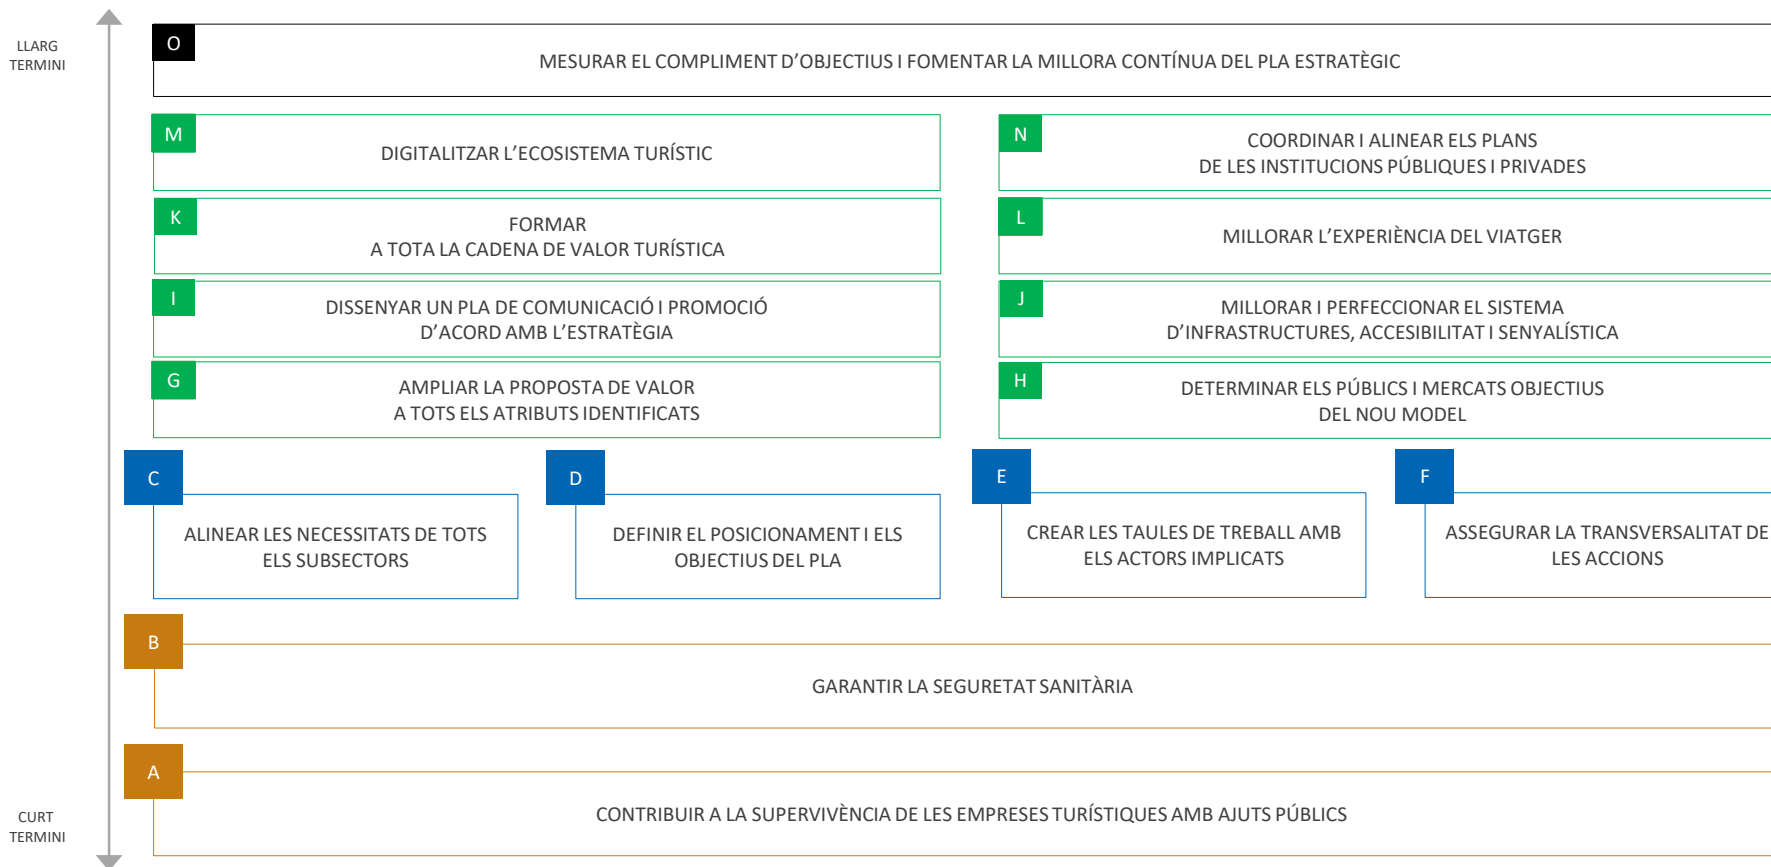 LLARG
TERMINI
O
MESURAR EL COMPLIMENT D'OBJECTIUS I FOMENTAR LA MILLORA CONTÍNUA DEL PLA ESTRATÈGIC
M
DIGITALITZAR L'ECOSISTEMA TURÍSTIC
N
COORDINAR I ALINEAR ELS PLANS
DE LES INSTITUCIONS PÚBLIQUES I PRIVADES
K
FORMAR
A TOTA LA CADENA DE VALOR TURÍSTICA
L
MILLORAR L'EXPERIÈNCIA DEL VIATGER
I
DISSENYAR UN PLA DE COMUNICACIÓ I PROMOCIÓ
D'ACORD AMB L'ESTRATÈGIA
J
MILLORAR I PERFECCIONAR EL SISTEMA
D'INFRASTRUCTURES, ACCESIBILITAT I SENYALÍSTICA
G
AMPLIAR LA PROPOSTA DE VALOR
A TOTS ELS ATRIBUTS IDENTIFICATS
H
DETERMINAR ELS PÚBLICS I MERCATS OBJECTIUS
DEL NOU MODEL
C
ALINEAR LES NECESSITATS DE TOTS
ELS SUBSECTORS
D
DEFINIR EL POSICIONAMENT I ELS
OBJECTIUS DEL PLA
E
CREAR LES TAULES DE TREBALL AMB
ELS ACTORS IMPLICATS
F
ASSEGURAR LA TRANSVERSALITAT DE
LES ACCIONS
B
GARANTIR LA SEGURETAT SANITÀRIA
A
CONTRIBUIR A LA SUPERVIVÈNCIA DE LES EMPRESES TURÍSTIQUES AMB AJUTS PÚBLICS
CURT
TERMINI